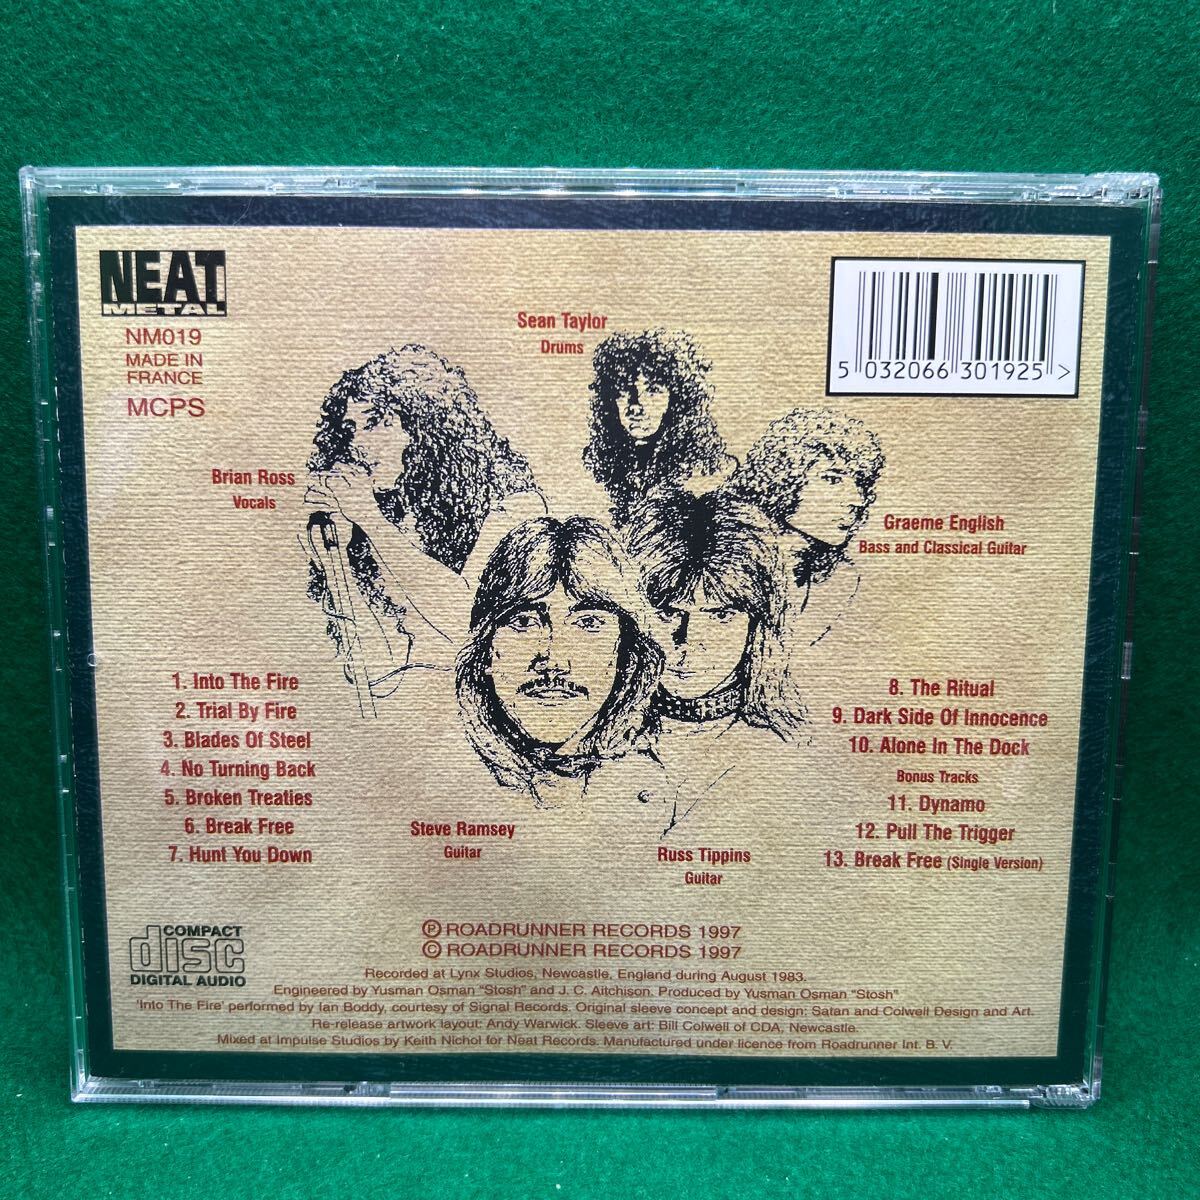 NEAT
METAL
NM019
MADE IN
FRANCE
MCPS
5 032066 301925 >
Sean Taylor
Drums
Brian Ross
Vocals
Graeme English
Bass and Classical Guitar
Steve Ramsey
Guitar
Russ Tippins
Guitar
1. Into The Fire
2. Trial By Fire
3. Blades Of Steel
4. No Turning Back
5. Broken Treaties
6. Break Free
7. Hunt You Down
8. The Ritual
9. Dark Side Of Innocence
10. Alone In The Dock
Bonus Tracks
11. Dynamo
12. Pull The Trigger
13. Break Free (Single Version)
COMPACT
disc
DIGITAL AUDIO
Ⓟ ROADRUNNER RECORDS 1997
© ROADRUNNER RECORDS 1997
Recorded at Lynx Studios, Newcastle, England during August 1983.
Engineered by Yusman Osman "Stosh" and J. C. Aitchison. Produced by Yusman Osman "Stosh"
'Into The Fire' performed by Ian Boddy, courtesy of Signal Records. Original sleeve concept and design: Satan and Colwell Design and Art.
Re-release artwork layout: Andy Warwick. Sleeve art: Bill Colwell of CDA, Newcastle.
Mixed at Impulse Studios by Keith Nichol for Neat Records. Manufactured under licence from Roadrunner Int. B. V.